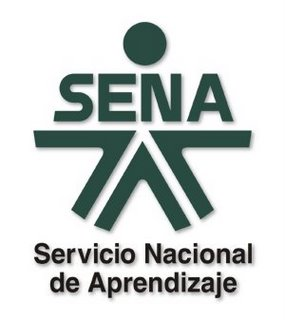 SENA
Servicio Nacional
de Aprendizaje